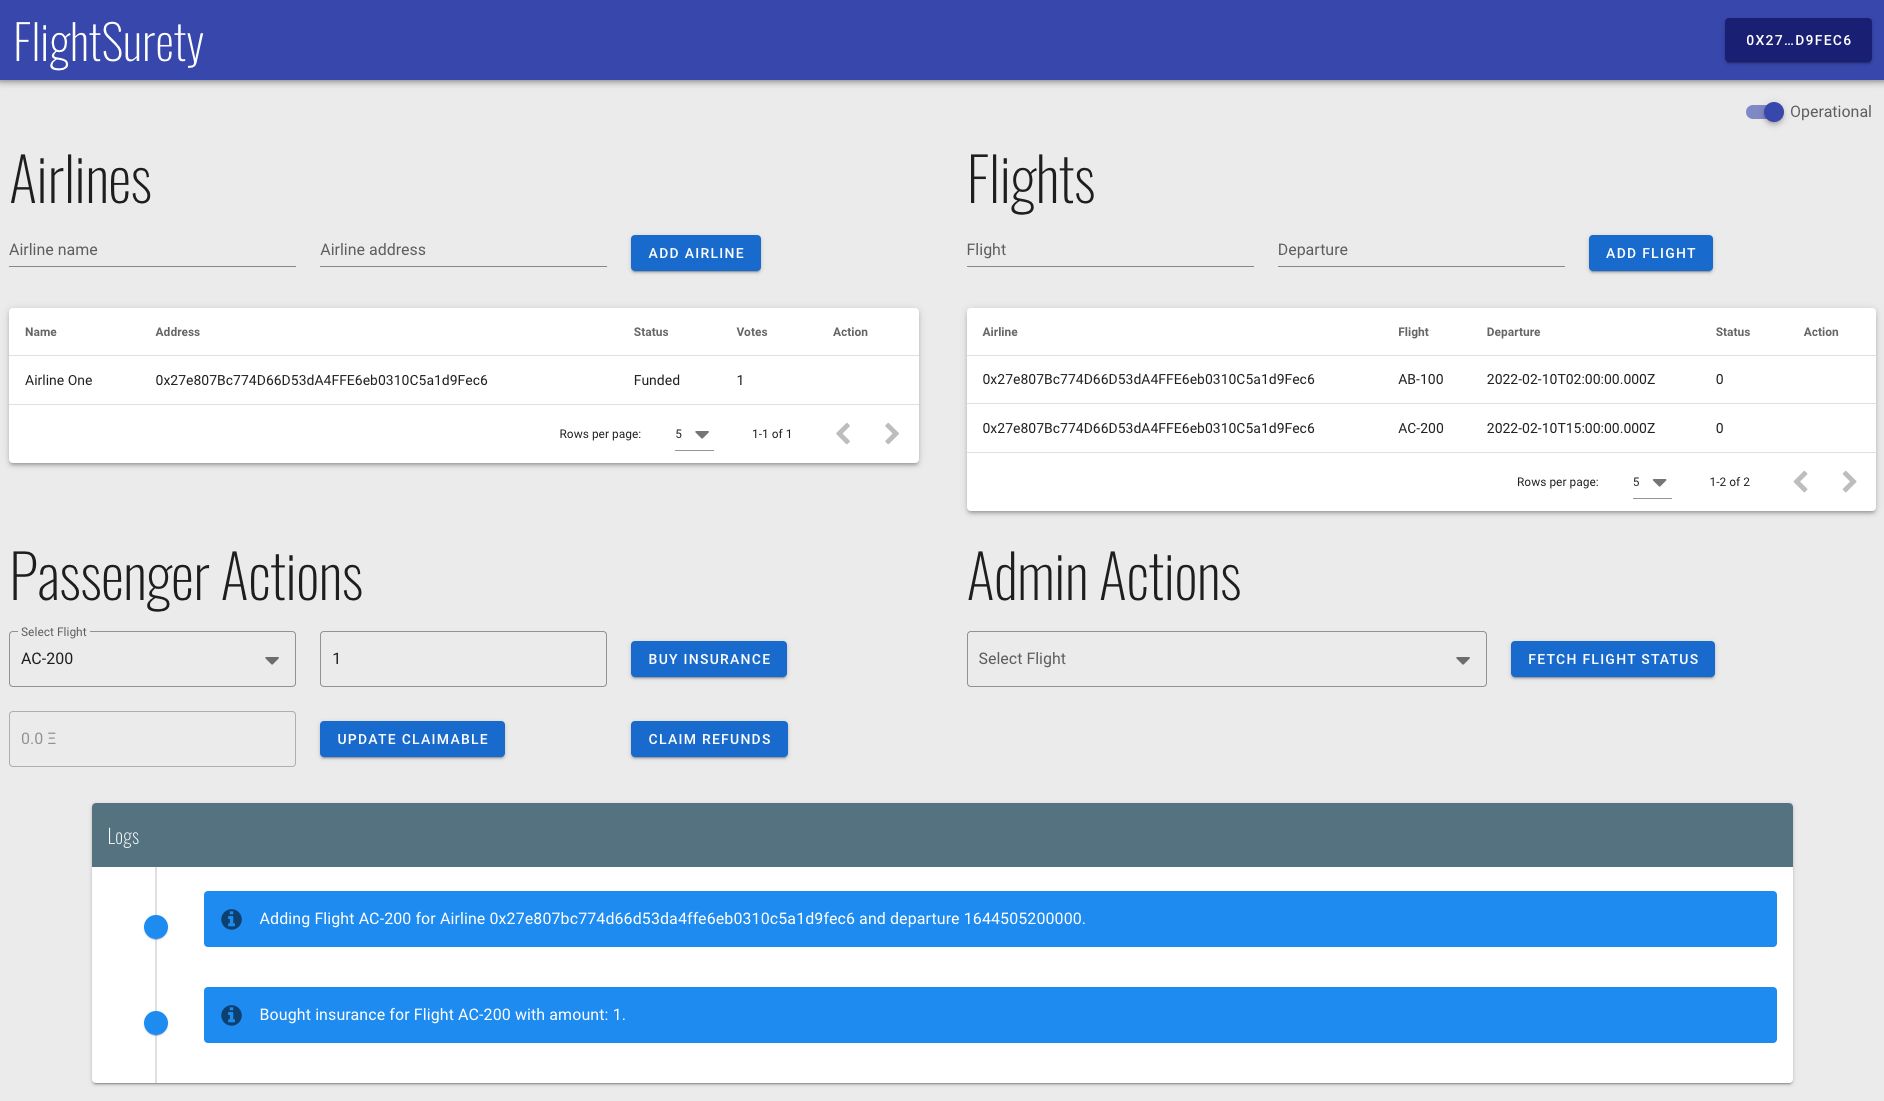 FlightSurety
0X27...D9FEC6
Operational
Airlines
Airline name
Airline address
ADD AIRLINE
Name Address Status Votes Action
Airline One 0x27e807Bc774D66D53dA4FFE6eb0310C5a1d9Fec6 Funded 1
Rows per page: 5 1-1 of 1
Flights
Flight
Departure
ADD FLIGHT
Airline Flight Departure Status Action
0x27e807Bc774D66D53dA4FFE6eb0310C5a1d9Fec6 AB-100 2022-02-10T02:00:00.000Z 0
0x27e807Bc774D66D53dA4FFE6eb0310C5a1d9Fec6 AC-200 2022-02-10T15:00:00.000Z 0
Rows per page: 5 1-2 of 2
Passenger Actions
Select Flight
AC-200
1
BUY INSURANCE
0.0 Ξ
UPDATE CLAIMABLE
CLAIM REFUNDS
Admin Actions
Select Flight
FETCH FLIGHT STATUS
Logs
Adding Flight AC-200 for Airline 0x27e807bc774d66d53da4ffe6eb0310c5a1d9fec6 and departure 1644505200000.
Bought insurance for Flight AC-200 with amount: 1.